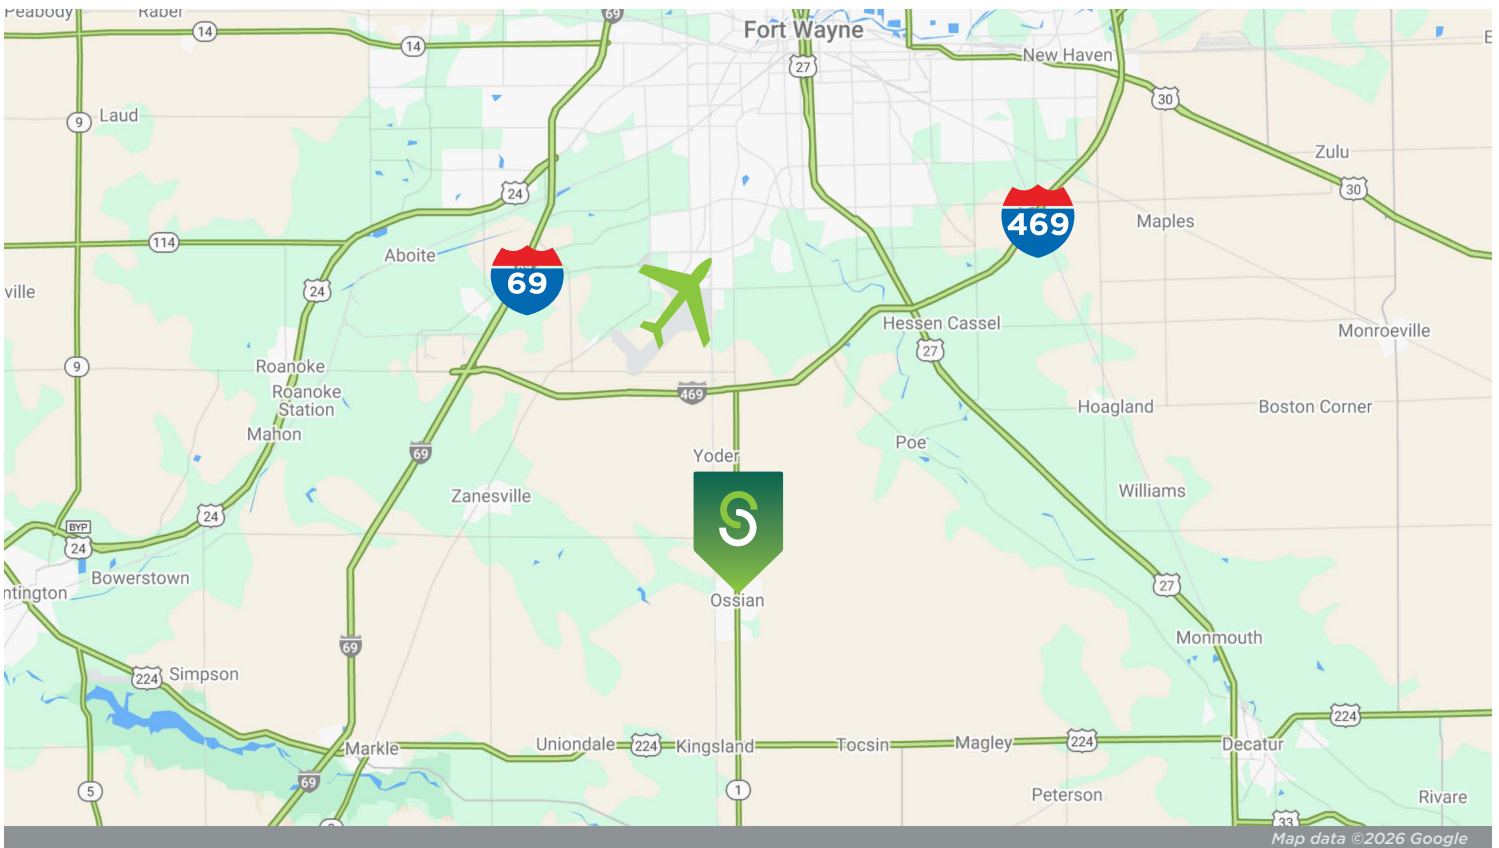 Peabody
Raber
69
Fort Wayne
14
14
27
New Haven
E
30
9
Laud
Zulu
24
30
469
Maples
114
Aboite
69
24
ville
Hessen Cassel
Monroeville
27
9
Roanoke
Roanoke
Station
469
Hoagland
Boston Corner
Mahon
69
Yoder
Poe
Zanesville
Williams
24
BYP
24
S
Bowerstown
ntington
Ossian
27
Monmouth
69
224
Simpson
224
Markle
Uniondale
224
Kingsland
Tocsin
Magley
224
Decatur
69
5
1
Peterson
Rivare
33
Map data ©2026 Google